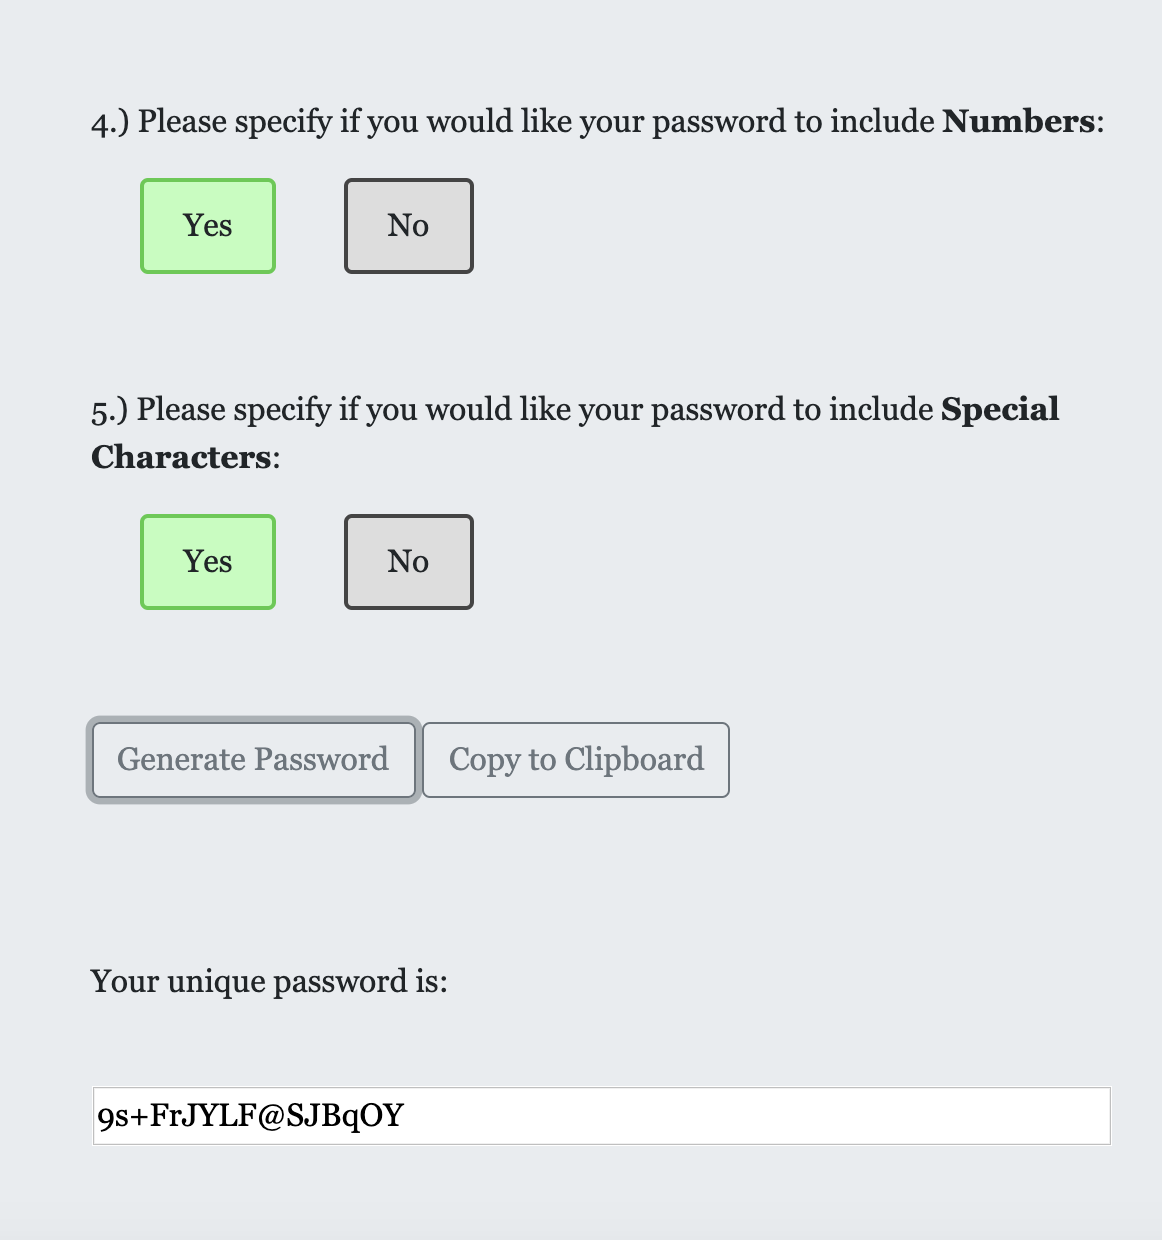 4.) Please specify if you would like your password to include Numbers:
Yes No
5.) Please specify if you would like your password to include Special
Characters:
Yes No
Generate Password Copy to Clipboard
Your unique password is:
9s+FrJYLF@SJBqOY